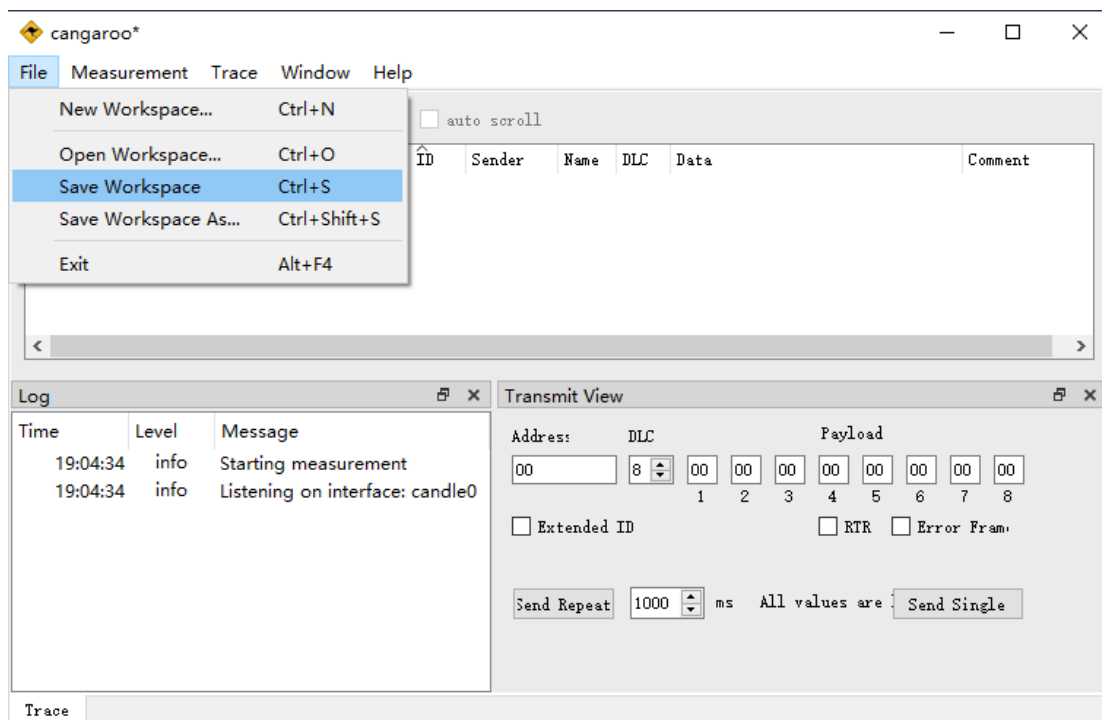 cangaroo*
File Measurement Trace Window Help
New Workspace... Ctrl+N
Open Workspace... Ctrl+O
Save Workspace Ctrl+S
Save Workspace As... Ctrl+Shift+S
Exit Alt+F4
auto scroll
ID Sender Name DLC Data Comment
Log
Time Level Message
19:04:34 info Starting measurement
19:04:34 info Listening on interface: candle0
Transmit View
Address DLC Payload
00 8 00 00 00 00 00 00 00 00
1 2 3 4 5 6 7 8
Extended ID RTR Error Fram
Send Repeat 1000 ms All values are Send Single
Trace